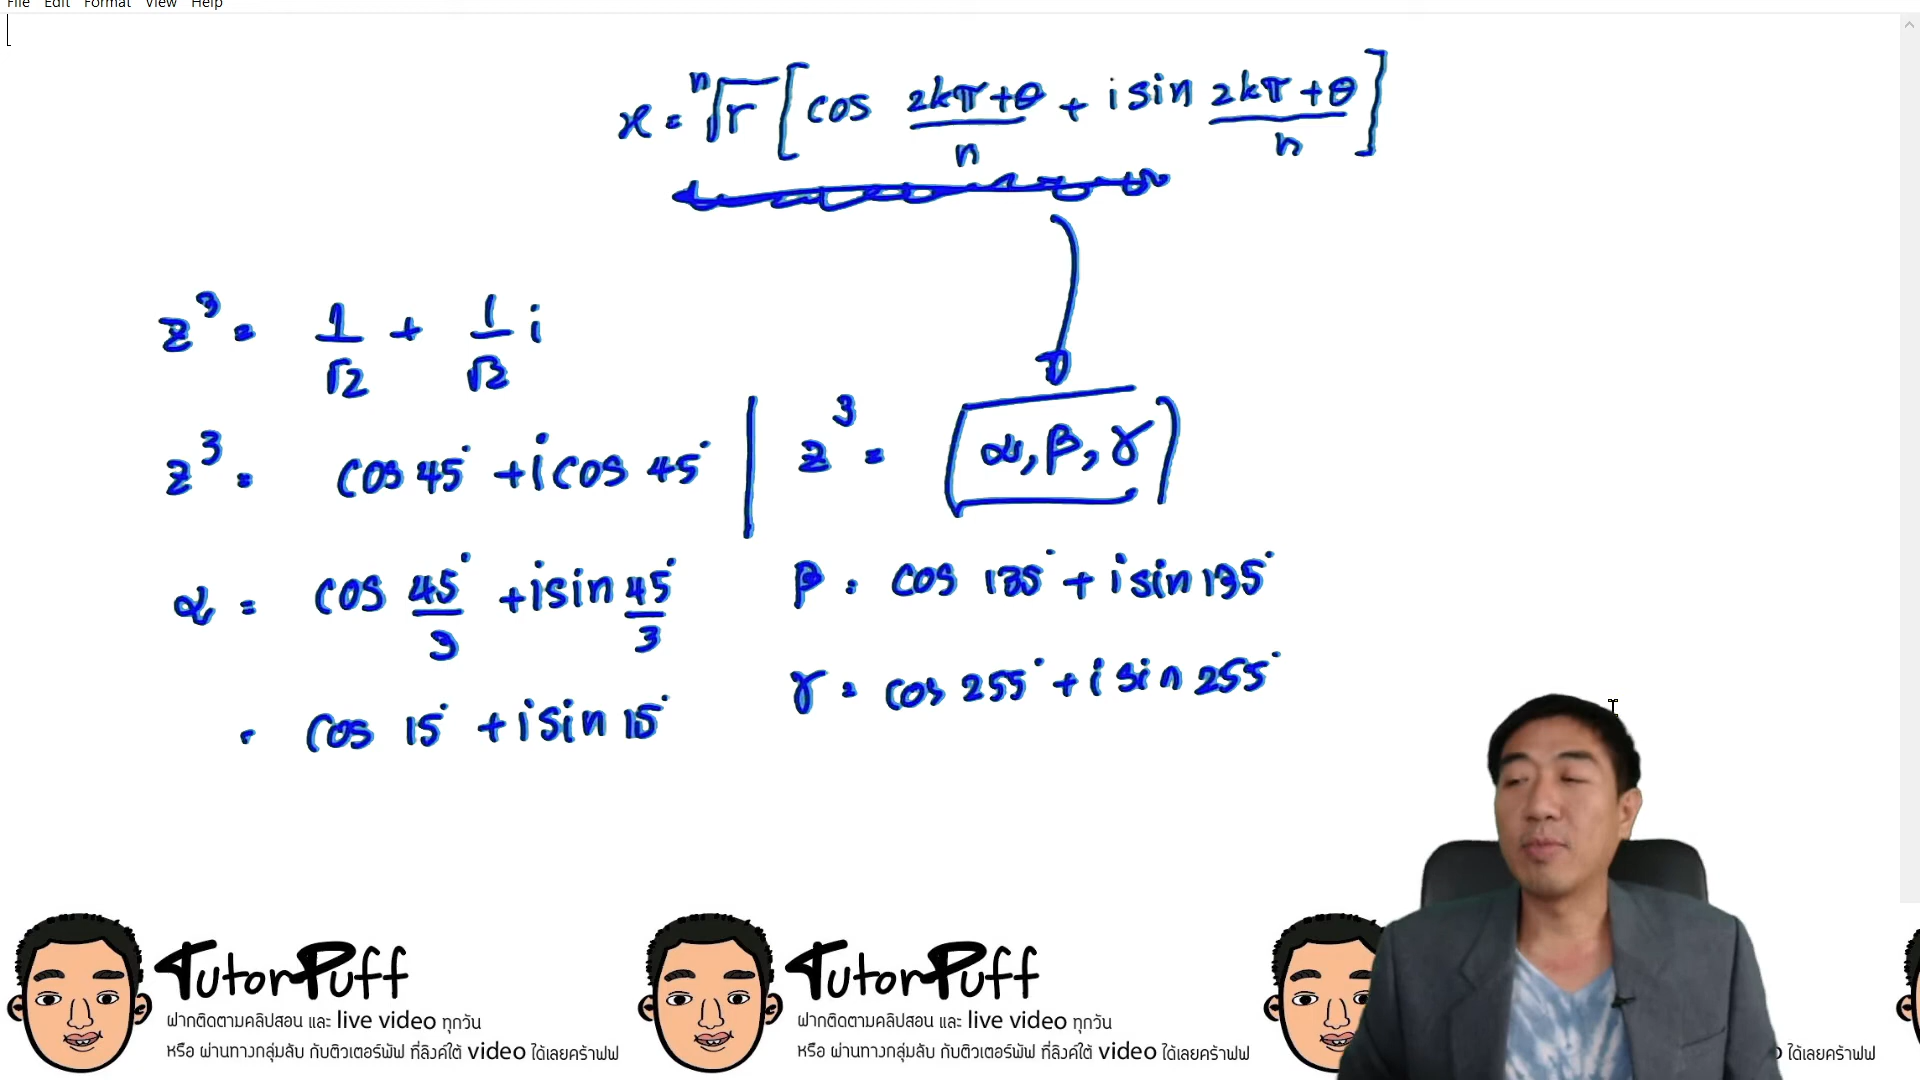 File Edit Format View Help
x = ⁿ√r [cos (2kπ+θ)/n + i sin (2kπ+θ)/n]
z³ = 1/√2 + 1/√2 i
z³ = cos 45° + i cos 45°
z³ = (α, β, γ)
α = cos 45°/3 + i sin 45°/3
= cos 15° + i sin 15°
β = cos 135° + i sin 135°
γ = cos 255° + i sin 255°
TutorPuff
ฝากติดตามคลิปสอน และ live video ทุกวัน
หรือ ผ่านทางกลุ่มลับ กับติวเตอร์พัฟ ที่ลิงค์ใต้ video ได้เลยคร้าฟฟ
TutorPuff
ฝากติดตามคลิปสอน และ live video ทุกวัน
หรือ ผ่านทางกลุ่มลับ กับติวเตอร์พัฟ ที่ลิงค์ใต้ video ได้เลยคร้าฟฟ
ได้เลยคร้าฟฟ